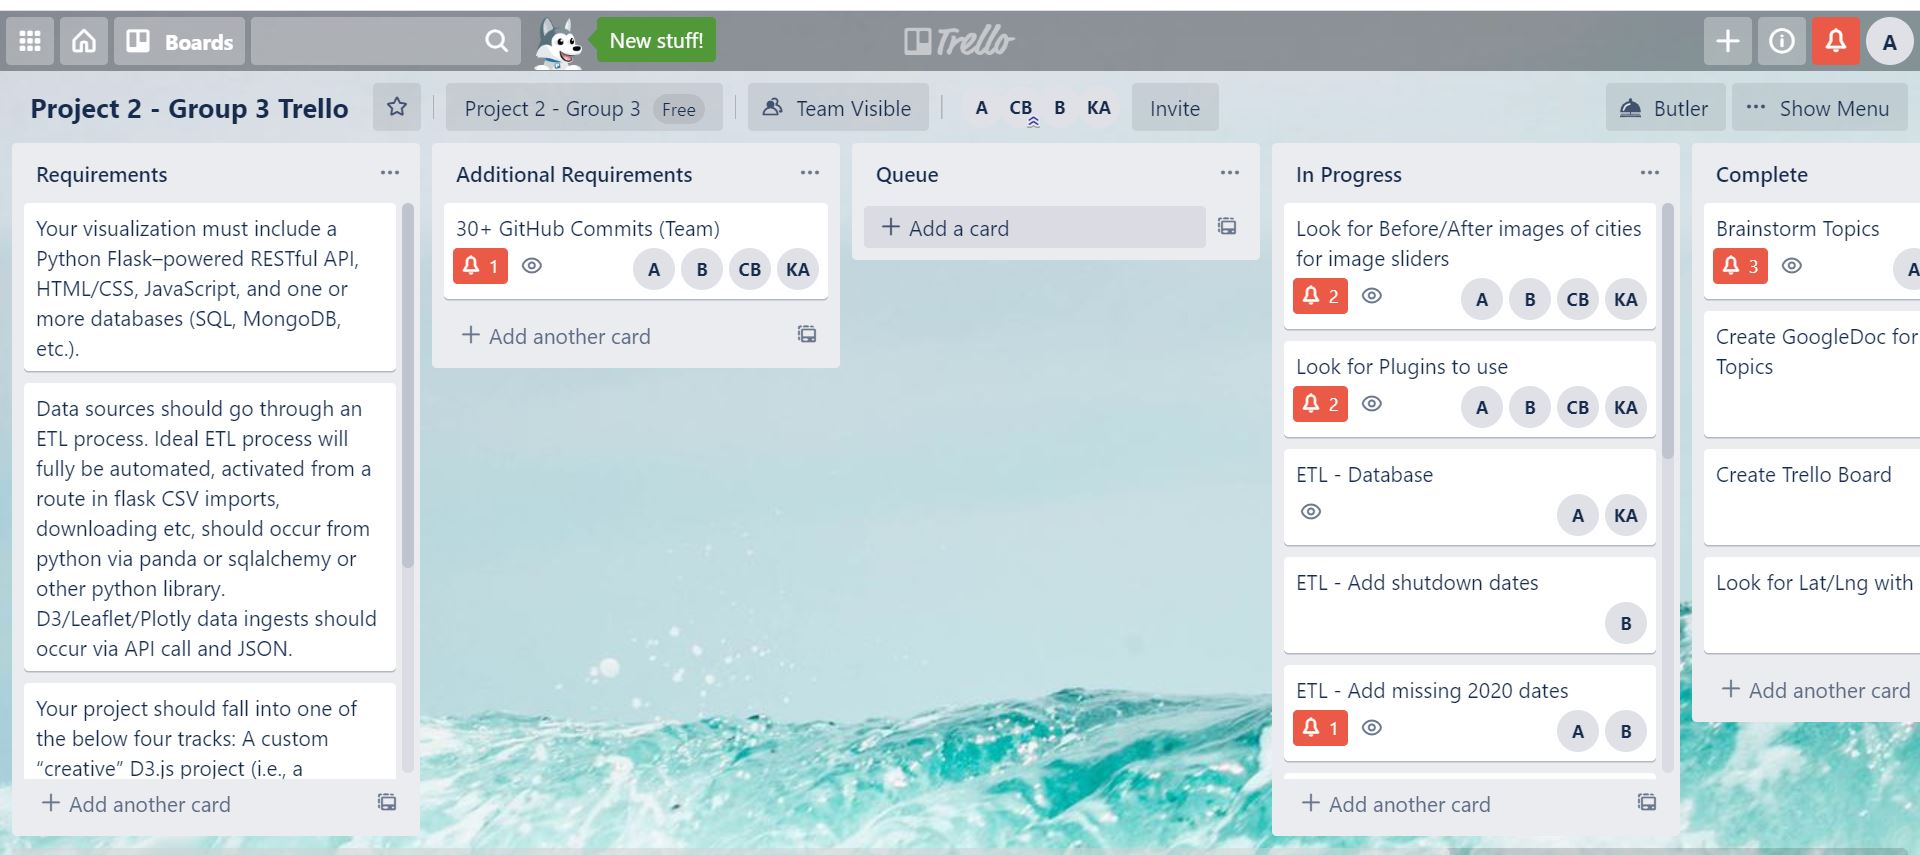 Boards
New stuff!
Trello
A
Project 2 - Group 3 Trello
Project 2 - Group 3 Free
Team Visible
A CB B KA
Invite
Butler
Show Menu
Requirements
Your visualization must include a
Python Flask–powered RESTful API,
HTML/CSS, JavaScript, and one or
more databases (SQL, MongoDB,
etc.).
Data sources should go through an
ETL process. Ideal ETL process will
fully be automated, activated from a
route in flask CSV imports,
downloading etc, should occur from
python via panda or sqlalchemy or
other python library.
D3/Leaflet/Plotly data ingests should
occur via API call and JSON.
Your project should fall into one of
the below four tracks: A custom
“creative” D3.js project (i.e., a
Add another card
Additional Requirements
30+ GitHub Commits (Team)
1 A B CB KA
Add another card
Queue
Add a card
In Progress
Look for Before/After images of cities
for image sliders
2 A B CB KA
Look for Plugins to use
2 A B CB KA
ETL - Database
A KA
ETL - Add shutdown dates
B
ETL - Add missing 2020 dates
1 A B
Add another card
Complete
Brainstorm Topics
3 A
Create GoogleDoc for
Topics
Create Trello Board
Look for Lat/Lng with
Add another card